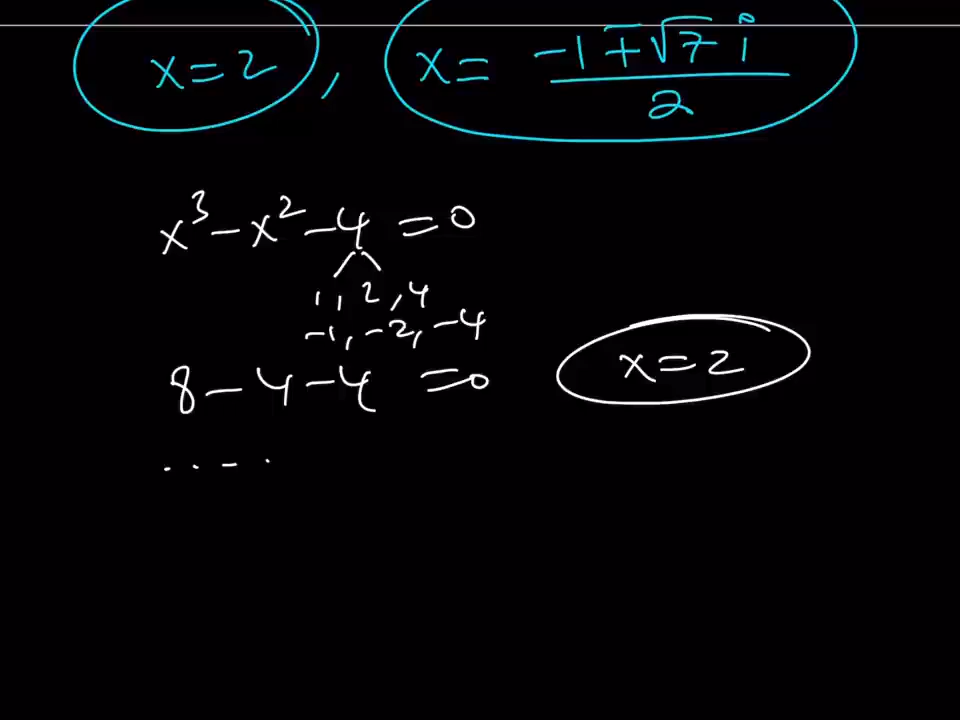 x=2, x= -1∓√7 i / 2
x³-x²-4=0
1, 2, 4
-1, -2, -4
8-4-4=0 x=2
....